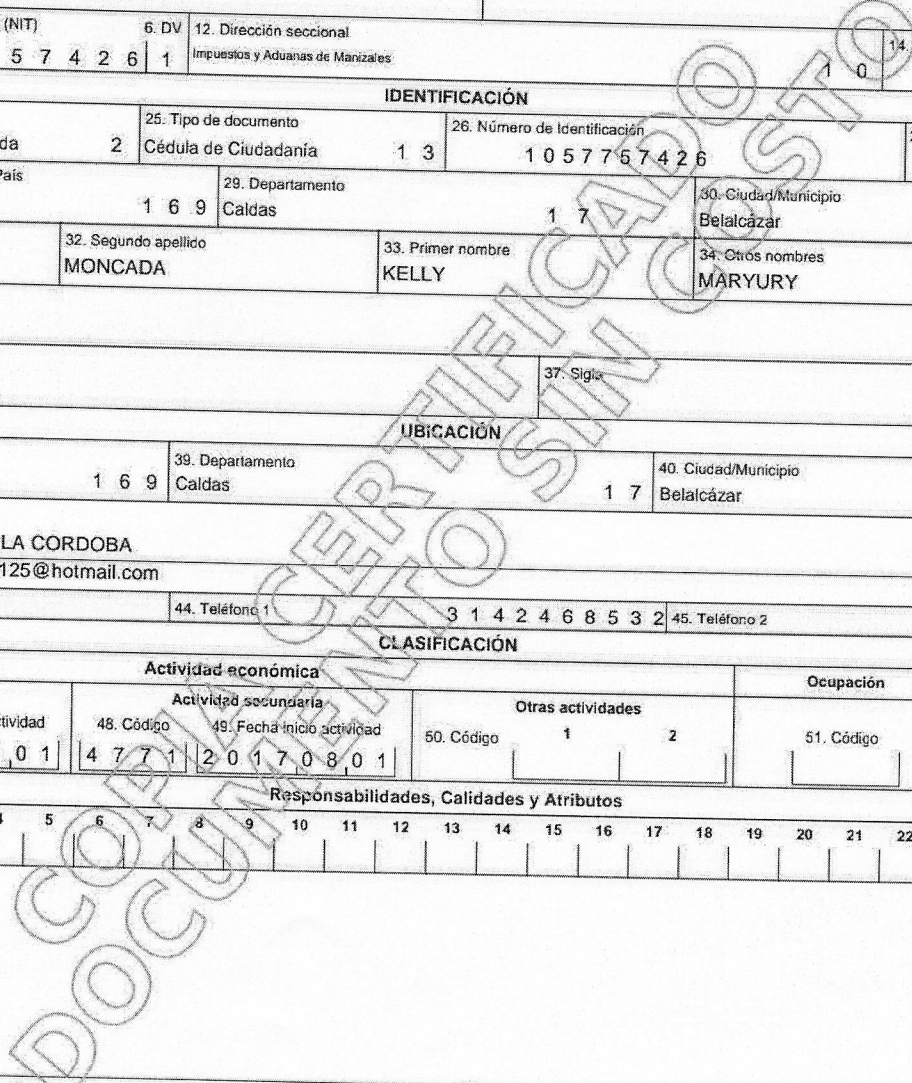 (NIT) 6. DV 12. Dirección seccional 14.
5 7 4 2 6 1 Impuestos y Aduanas de Manizales 1 0
IDENTIFICACIÓN
25. Tipo de documento 26. Número de Identificación
da 2 Cédula de Ciudadanía 1 3 1 0 5 7 7 5 7 4 2 6
País 29. Departamento 30. Ciudad/Municipio
1 6 9 Caldas 1 7 Belalcázar
32. Segundo apellido 33. Primer nombre 34. Otros nombres
MONCADA KELLY MARYURY
37. Sigla
UBICACIÓN
39. Departamento 40. Ciudad/Municipio
1 6 9 Caldas 1 7 Belalcázar
LA CORDOBA
125@hotmail.com
44. Teléfono 1 3 1 4 2 4 6 8 5 3 2 45. Teléfono 2
CLASIFICACIÓN
Actividad económica Ocupación
Actividad secundaria Otras actividades
tividad 48. Código 49. Fecha inicio actividad 50. Código 1 2 51. Código
0 1 4 7 7 1 2 0 1 7 0 8 0 1
Responsabilidades, Calidades y Atributos
5 6 7 8 9 10 11 12 13 14 15 16 17 18 19 20 21 22
COPIA CERTIFICADO
DOCUMENTO SIN COSTO